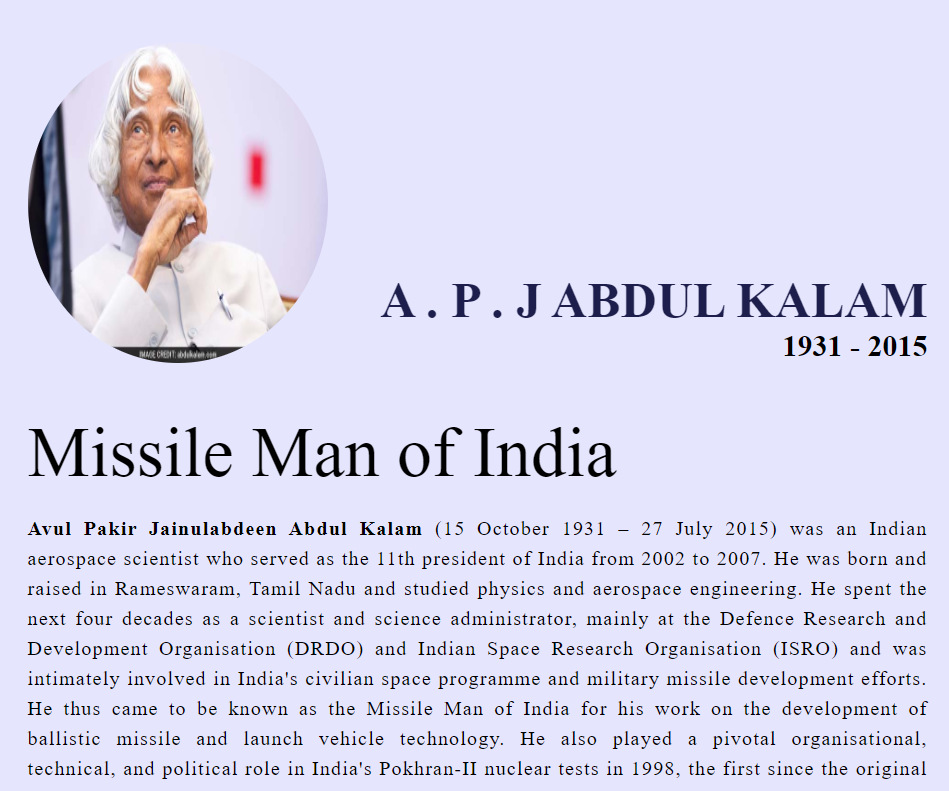 IMAGE CREDIT: abdulkalam.com
A . P . J ABDUL KALAM
1931 - 2015
Missile Man of India
Avul Pakir Jainulabdeen Abdul Kalam (15 October 1931 – 27 July 2015) was an Indian
aerospace scientist who served as the 11th president of India from 2002 to 2007. He was born and
raised in Rameswaram, Tamil Nadu and studied physics and aerospace engineering. He spent the
next four decades as a scientist and science administrator, mainly at the Defence Research and
Development Organisation (DRDO) and Indian Space Research Organisation (ISRO) and was
intimately involved in India's civilian space programme and military missile development efforts.
He thus came to be known as the Missile Man of India for his work on the development of
ballistic missile and launch vehicle technology. He also played a pivotal organisational,
technical, and political role in India's Pokhran-II nuclear tests in 1998, the first since the original